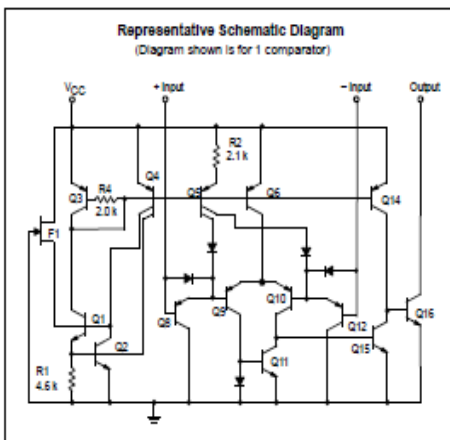 Representative Schematic Diagram
(Diagram shown is for 1 comparator)
VCC
+ Input
– Input
Output
R2
2.1 k
Q3
R4
2.0 k
Q4
Q5
Q6
Q14
F1
Q1
Q2
R1
4.6 k
Q8
Q9
Q10
Q11
Q12
Q15
Q16